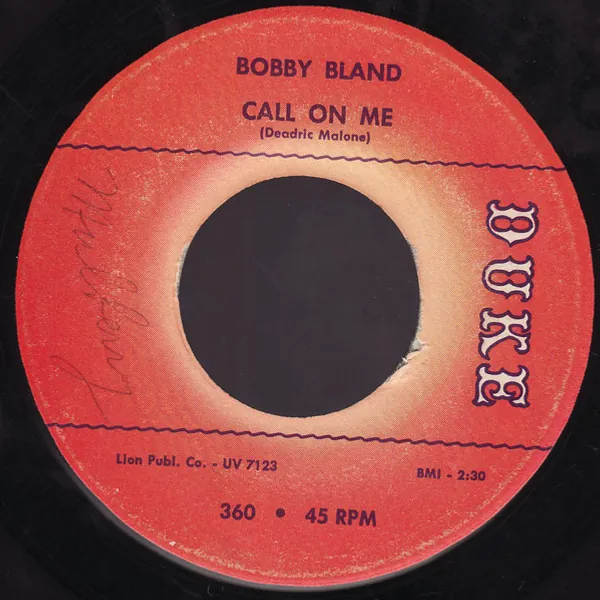 BOBBY BLAND
CALL ON ME
(Deadric Malone)
DUKE
Lion Publ. Co. - UV 7123
BMI - 2:30
360 • 45 RPM